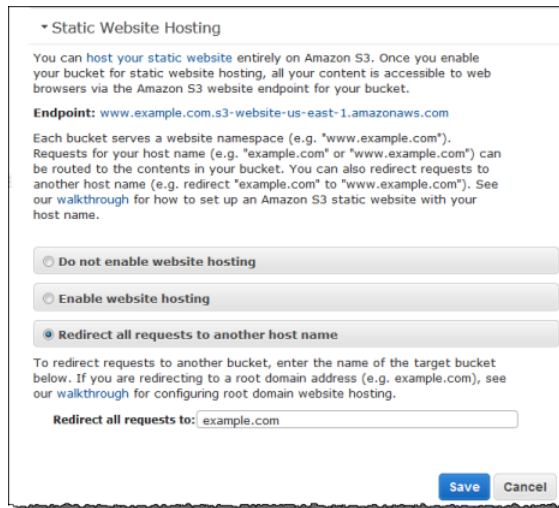 Static Website Hosting
You can host your static website entirely on Amazon S3. Once you enable
your bucket for static website hosting, all your content is accessible to web
browsers via the Amazon S3 website endpoint for your bucket.
Endpoint: www.example.com.s3-website-us-east-1.amazonaws.com
Each bucket serves a website namespace (e.g. "www.example.com").
Requests for your host name (e.g. "example.com" or "www.example.com") can
be routed to the contents in your bucket. You can also redirect requests to
another host name (e.g. redirect "example.com" to "www.example.com"). See
our walkthrough for how to set up an Amazon S3 static website with your
host name.
Do not enable website hosting
Enable website hosting
Redirect all requests to another host name
To redirect requests to another bucket, enter the name of the target bucket
below. If you are redirecting to a root domain address (e.g. example.com), see
our walkthrough for configuring root domain website hosting.
Redirect all requests to: example.com
Save Cancel